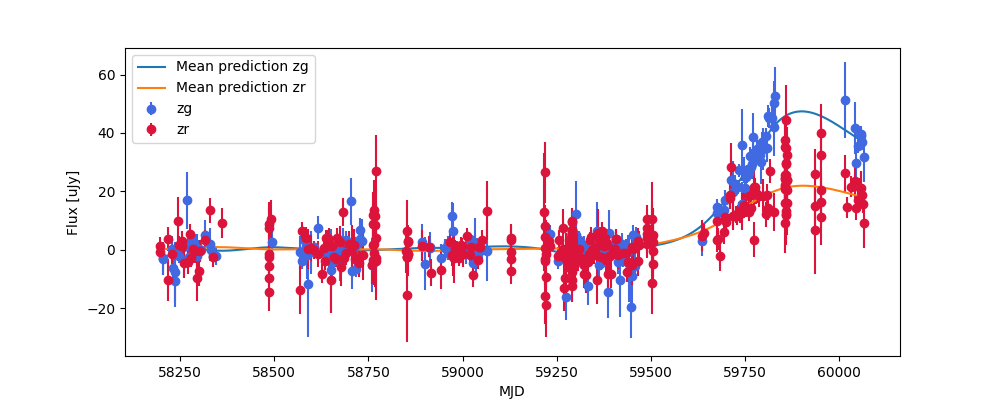 Mean prediction zg
Mean prediction zr
zg
zr
60
40
20
0
−20
Flux [uJy]
58250
58500
58750
59000
59250
59500
59750
60000
MJD